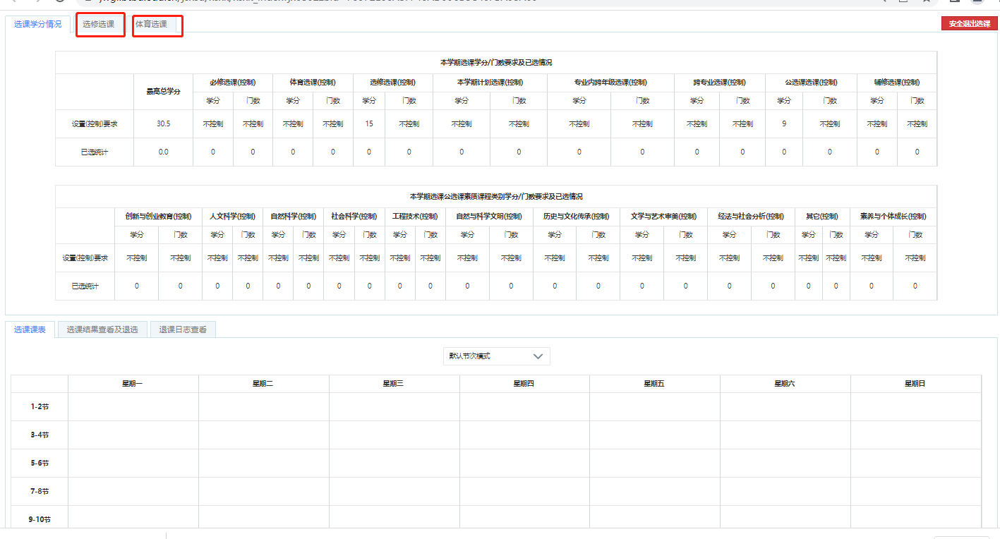 选课学分情况 选修选课 体育选课 安全退出选课
本学期选课学分/门数要求及已选情况
最高总学分 必修选课(控制) 体育选课(控制) 选修选课(控制) 本学期计划选课(控制) 专业内跨年级选课(控制) 跨专业选课(控制) 公选课选课(控制) 辅修选课(控制)
学分 门数 学分 门数 学分 门数 学分 门数 学分 门数 学分 门数 学分 门数 学分 门数
设置(控制)要求 30.5 不控制 不控制 不控制 不控制 15 不控制 不控制 不控制 不控制 不控制 不控制 不控制 9 不控制 不控制 不控制
已选统计 0.0 0 0 0 0 0 0 0 0 0 0 0 0 0 0 0 0
本学期选课公选课素质课程类别学分/门数要求及已选情况
创新与创业教育(控制) 人文科学(控制) 自然科学(控制) 社会科学(控制) 工程技术(控制) 自然与科学文明(控制) 历史与文化传承(控制) 文学与艺术审美(控制) 经法与社会分析(控制) 其它(控制) 素养与个体成长(控制)
学分 门数 学分 门数 学分 门数 学分 门数 学分 门数 学分 门数 学分 门数 学分 门数 学分 门数 学分 门数 学分 门数
设置(控制)要求 不控制 不控制 不控制 不控制 不控制 不控制 不控制 不控制 不控制 不控制 不控制 不控制 不控制 不控制 不控制 不控制 不控制 不控制 不控制 不控制 不控制 不控制
已选统计 0 0 0 0 0 0 0 0 0 0 0 0 0 0 0 0 0 0 0 0 0 0
选课课表 选课结果查看及退选 退课日志查看
默认节次模式
星期一 星期二 星期三 星期四 星期五 星期六 星期日
1-2节
3-4节
5-6节
7-8节
9-10节